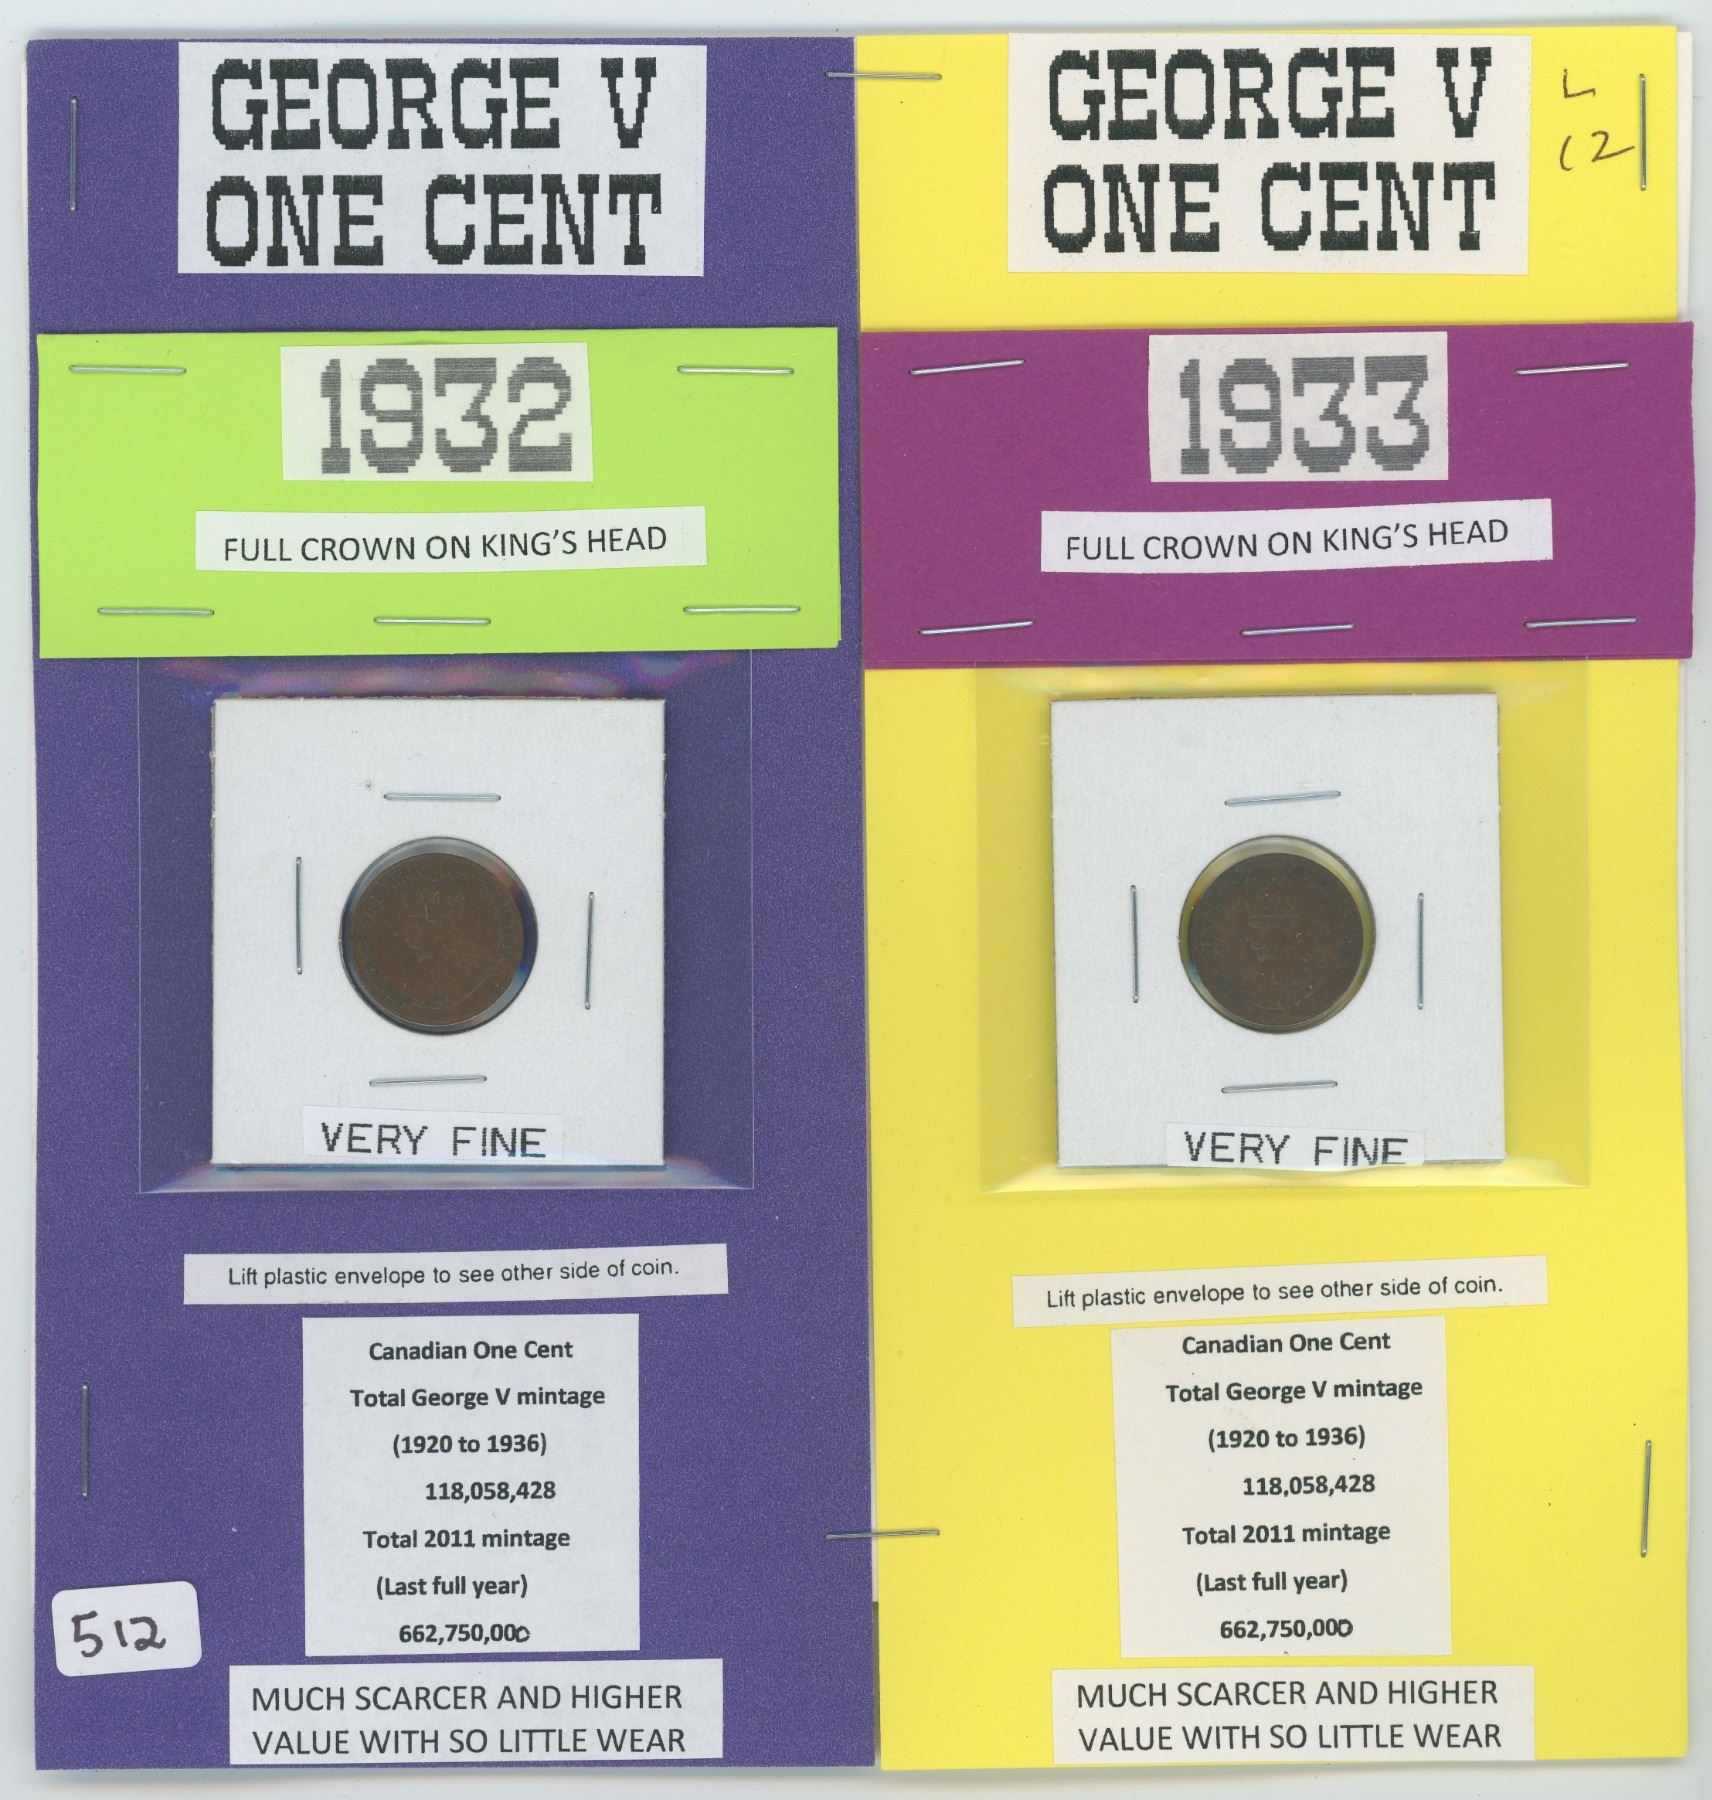 GEORGE V
ONE CENT
1932
FULL CROWN ON KING'S HEAD
VERY FINE
Lift plastic envelope to see other side of coin.
Canadian One Cent
Total George V mintage
(1920 to 1936)
118,058,428
Total 2011 mintage
(Last full year)
662,750,000
512
MUCH SCARCER AND HIGHER
VALUE WITH SO LITTLE WEAR
GEORGE V
ONE CENT
L
12
1933
FULL CROWN ON KING'S HEAD
VERY FINE
Lift plastic envelope to see other side of coin.
Canadian One Cent
Total George V mintage
(1920 to 1936)
118,058,428
Total 2011 mintage
(Last full year)
662,750,000
MUCH SCARCER AND HIGHER
VALUE WITH SO LITTLE WEAR